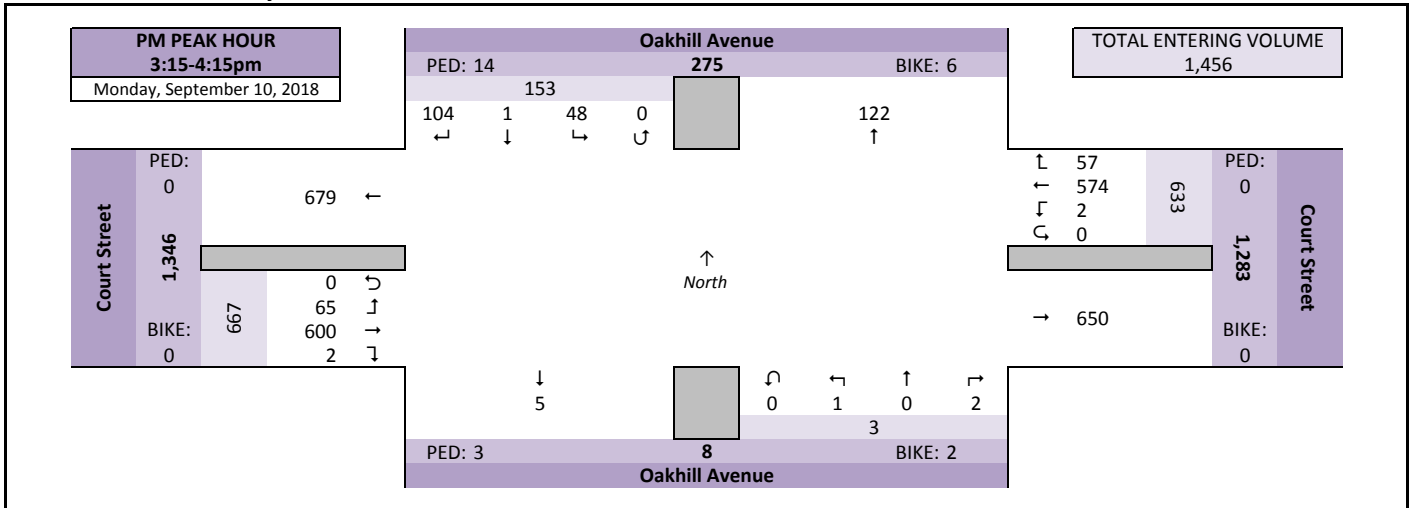 PM PEAK HOUR
3:15-4:15pm
Monday, September 10, 2018
Oakhill Avenue
PED: 14 275 BIKE: 6
153
104 1 48 0 122
↵ ↓ ↳ ↺ ↑
TOTAL ENTERING VOLUME
1,456
Court Street
PED:
0
1,346
BIKE:
0
679 ←
667
0 ⮌
65 ⮥
600 →
2 ⮧
↑
North
↱ 57
← 574
↲ 2
⮎ 0
633
→ 650
PED:
0
1,283
BIKE:
0
Court Street
↓
5
↶ ↰ ↑ ↱
0 1 0 2
3
PED: 3 8 BIKE: 2
Oakhill Avenue